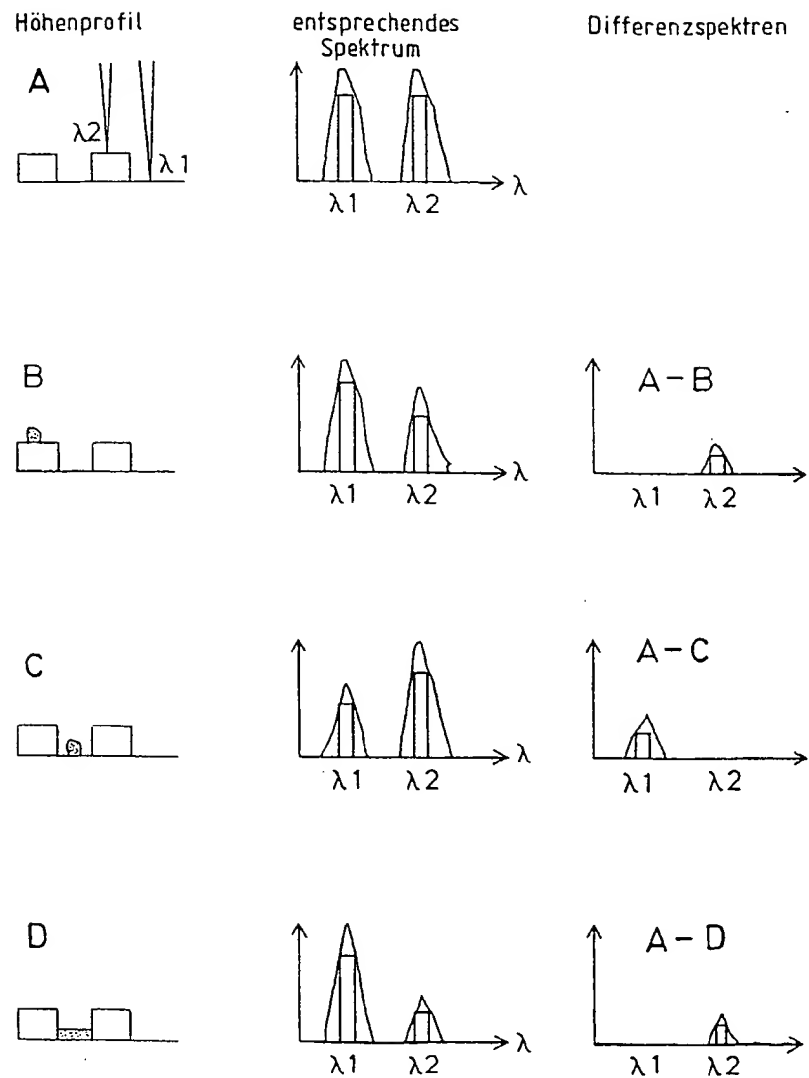 Höhenprofil
entsprechendes
Spektrum
Differenzspektren
A
λ2
λ1
λ
λ1 λ2
B
λ
λ1 λ2
A-B
λ1 λ2
C
λ
λ1 λ2
A-C
λ1 λ2
D
λ
λ1 λ2
A-D
λ1 λ2